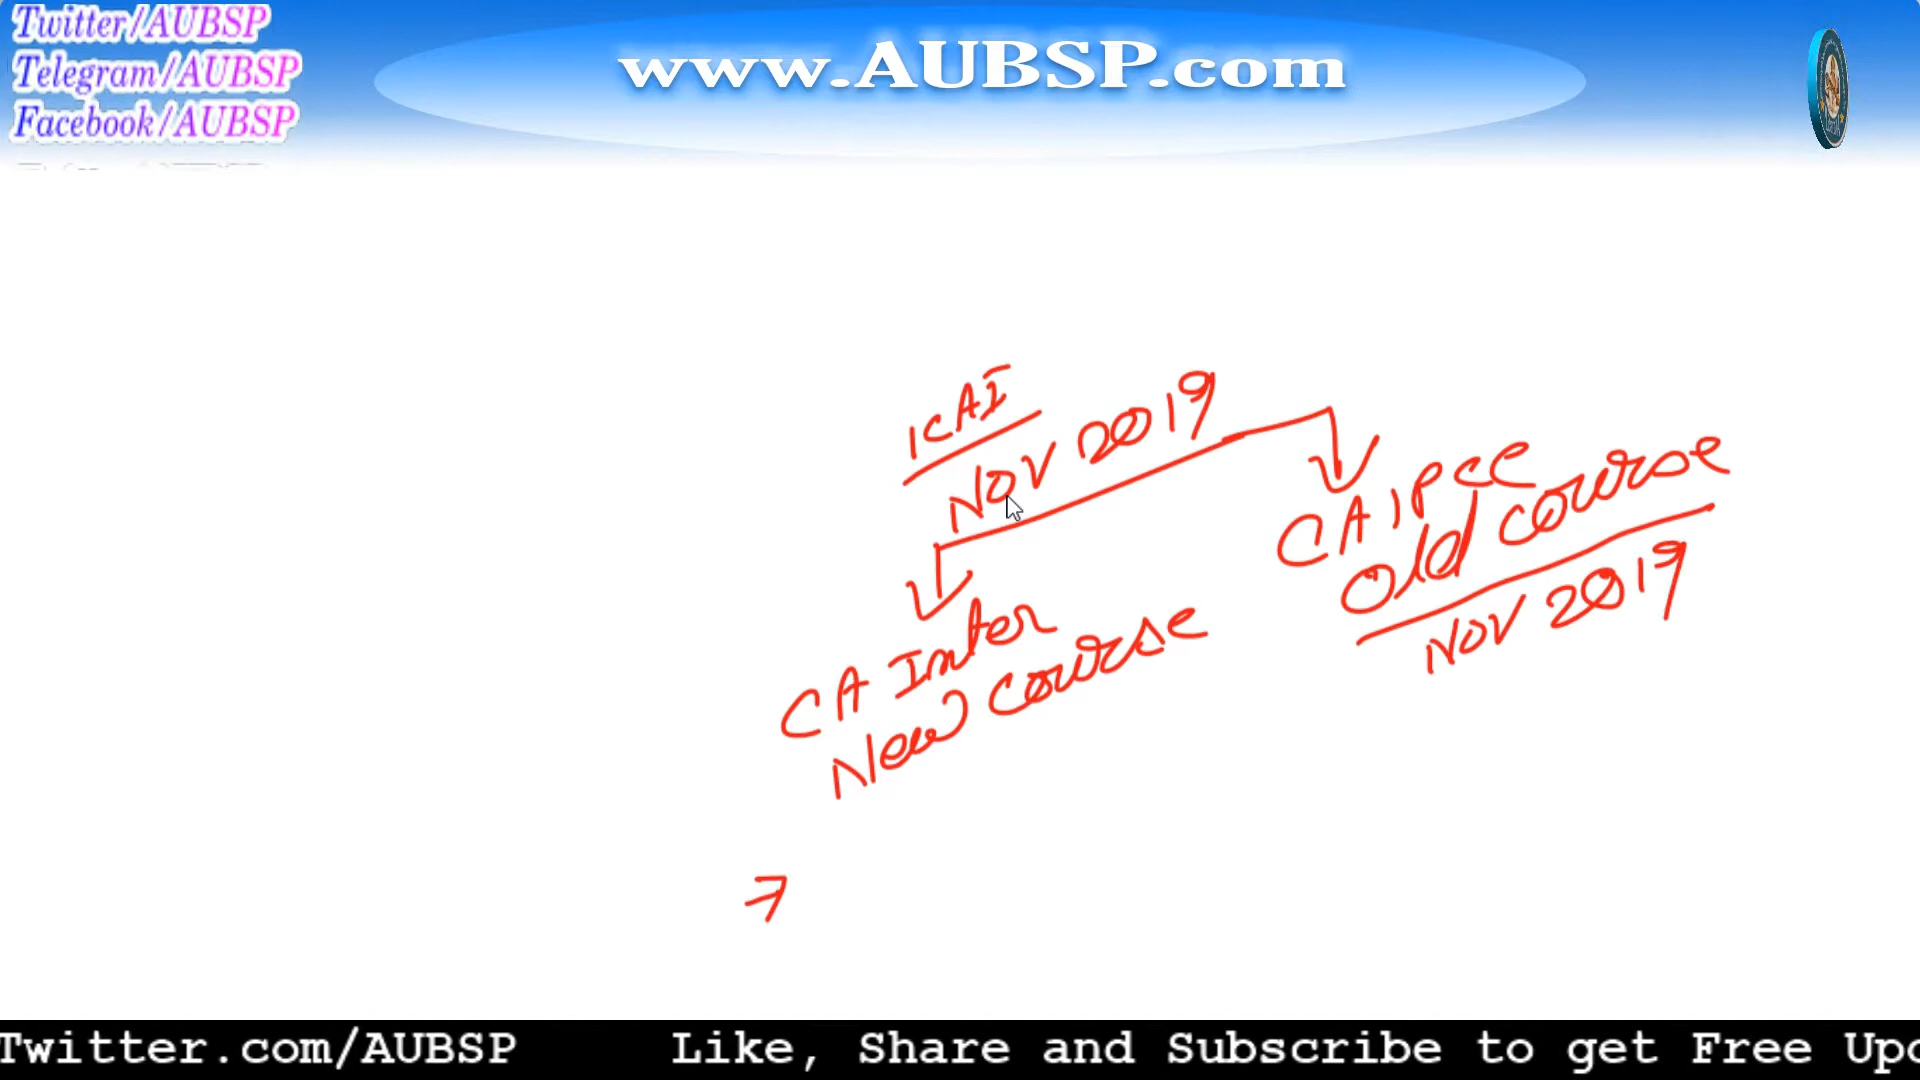 Twitter/AUBSP
Telegram/AUBSP
Facebook/AUBSP
www.AUBSP.com
ICAI
NOV 2019
CA IPCC
Old course
NOV 2019
CA Inter
New course
Twitter.com/AUBSP Like, Share and Subscribe to get Free Upd